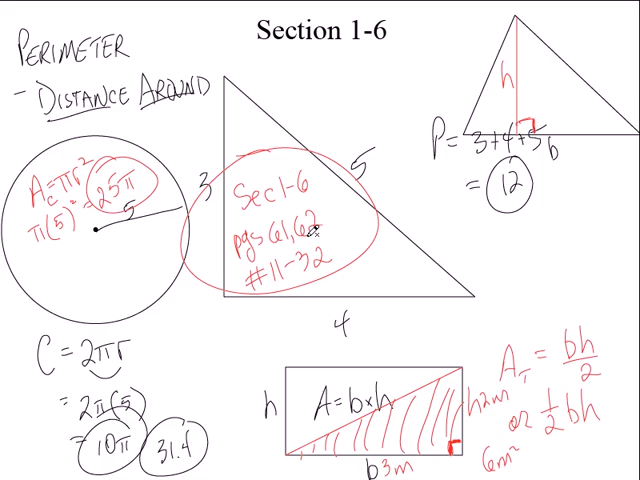 Section 1-6
PERIMETER
- DISTANCE AROUND
h
b
P = 3+4+5
= 12
A_c = πr²
π(5)² = 25π
5
3
5
4
Sec 1-6
pgs 61, 62
#11-32
C = 2πr
= 2π(5)
= 10π 31.4
h
A = b×h
h 2m
b 3m
A_T = bh/2
or 1/2 bh
6m²